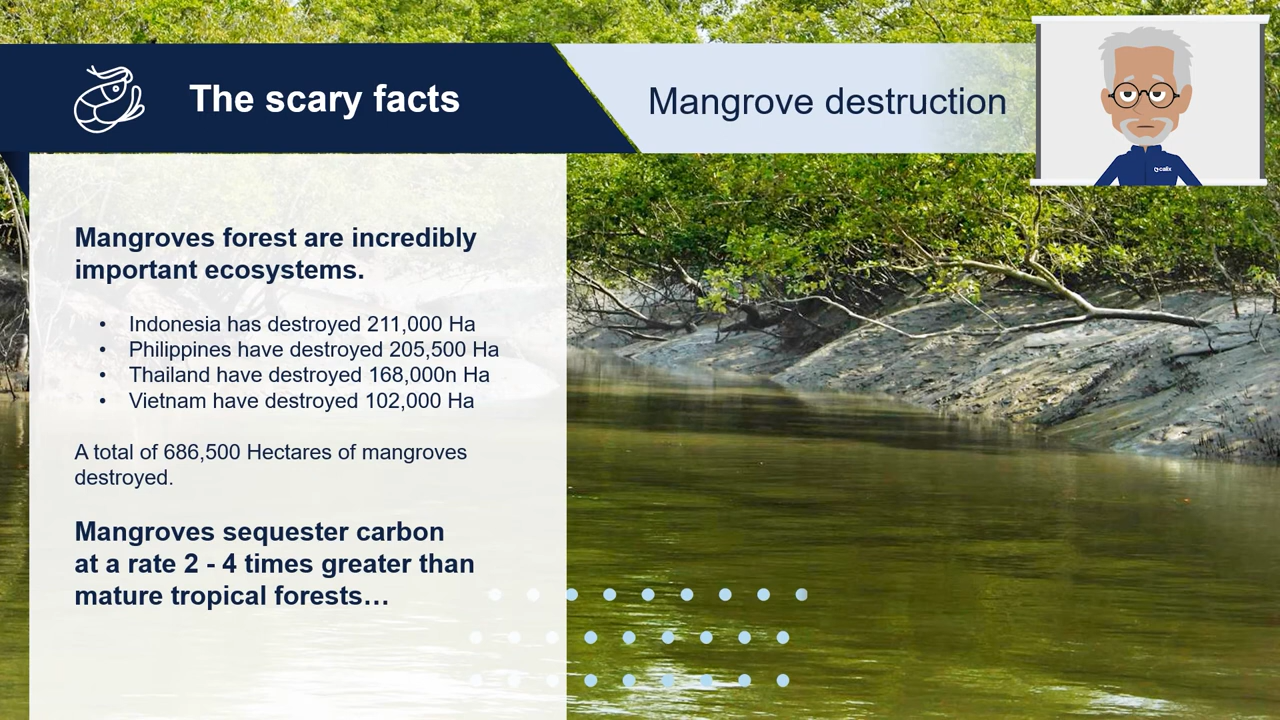 The scary facts
Mangrove destruction
calix
Mangroves forest are incredibly
important ecosystems.
• Indonesia has destroyed 211,000 Ha
• Philippines have destroyed 205,500 Ha
• Thailand have destroyed 168,000n Ha
• Vietnam have destroyed 102,000 Ha
A total of 686,500 Hectares of mangroves
destroyed.
Mangroves sequester carbon
at a rate 2 - 4 times greater than
mature tropical forests…